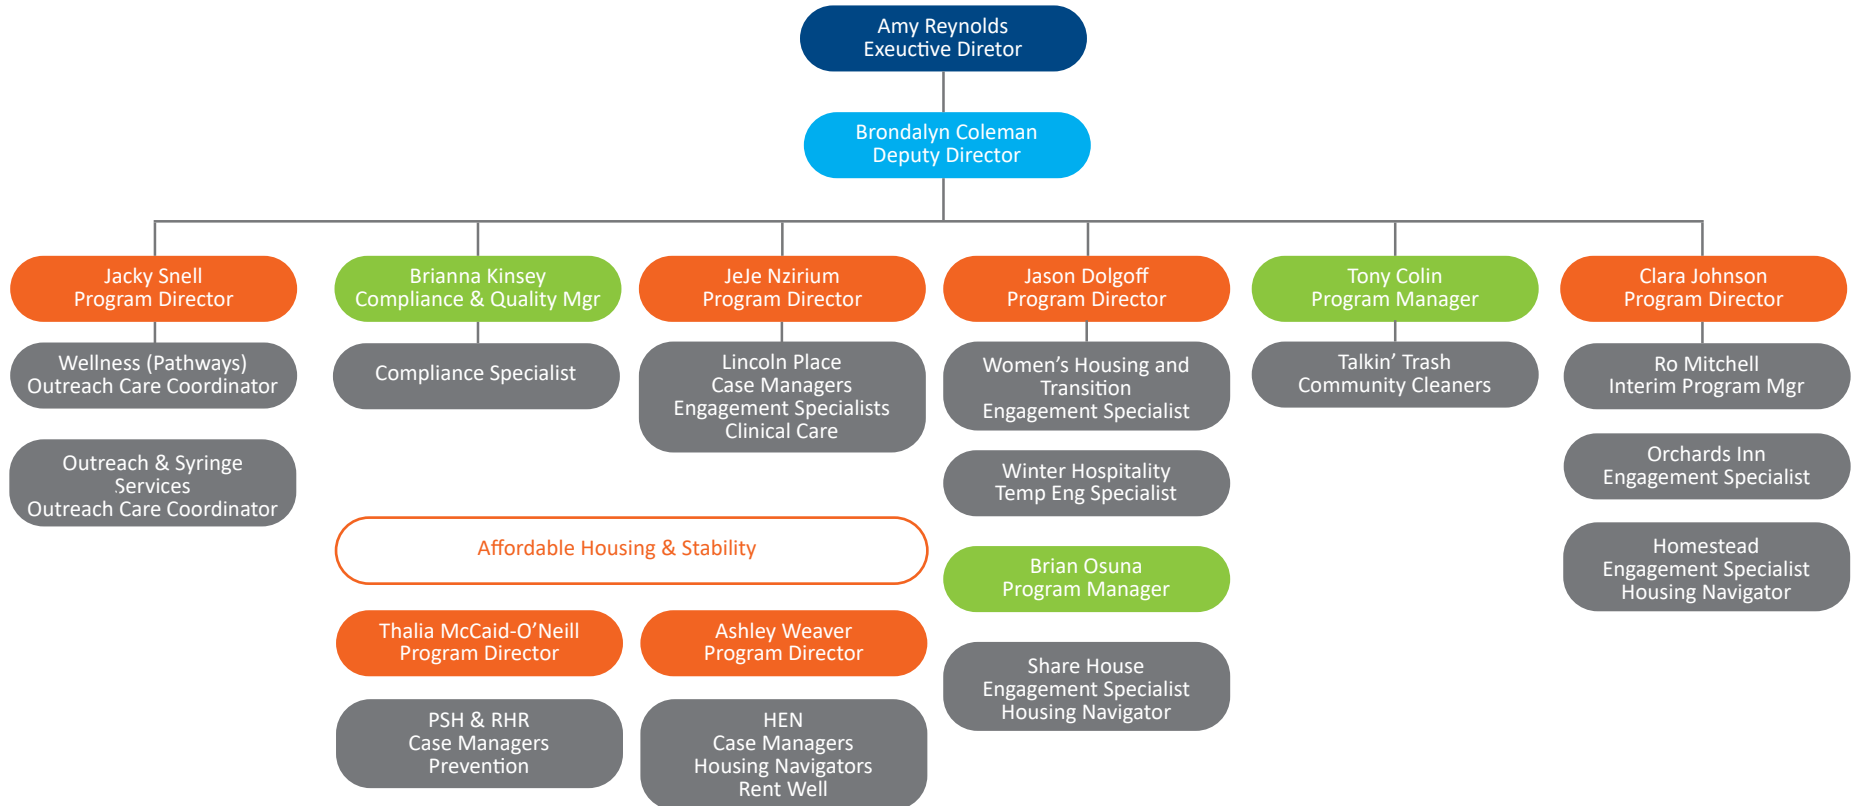 Amy Reynolds
Exeuctive Diretor
Brondalyn Coleman
Deputy Director
Jacky Snell
Program Director
Brianna Kinsey
Compliance & Quality Mgr
JeJe Nzirium
Program Director
Jason Dolgoff
Program Director
Tony Colin
Program Manager
Clara Johnson
Program Director
Wellness (Pathways)
Outreach Care Coordinator
Compliance Specialist
Lincoln Place
Case Managers
Engagement Specialists
Clinical Care
Women’s Housing and
Transition
Engagement Specialist
Talkin’ Trash
Community Cleaners
Ro Mitchell
Interim Program Mgr
Outreach & Syringe
Services
Outreach Care Coordinator
Winter Hospitality
Temp Eng Specialist
Orchards Inn
Engagement Specialist
Affordable Housing & Stability
Brian Osuna
Program Manager
Homestead
Engagement Specialist
Housing Navigator
Thalia McCaid-O’Neill
Program Director
Ashley Weaver
Program Director
Share House
Engagement Specialist
Housing Navigator
PSH & RHR
Case Managers
Prevention
HEN
Case Managers
Housing Navigators
Rent Well